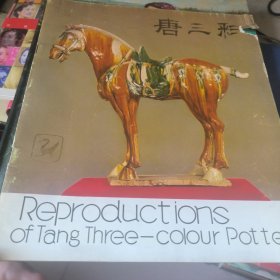 唐三彩
Reproductions
of Tang Three-colour Potte